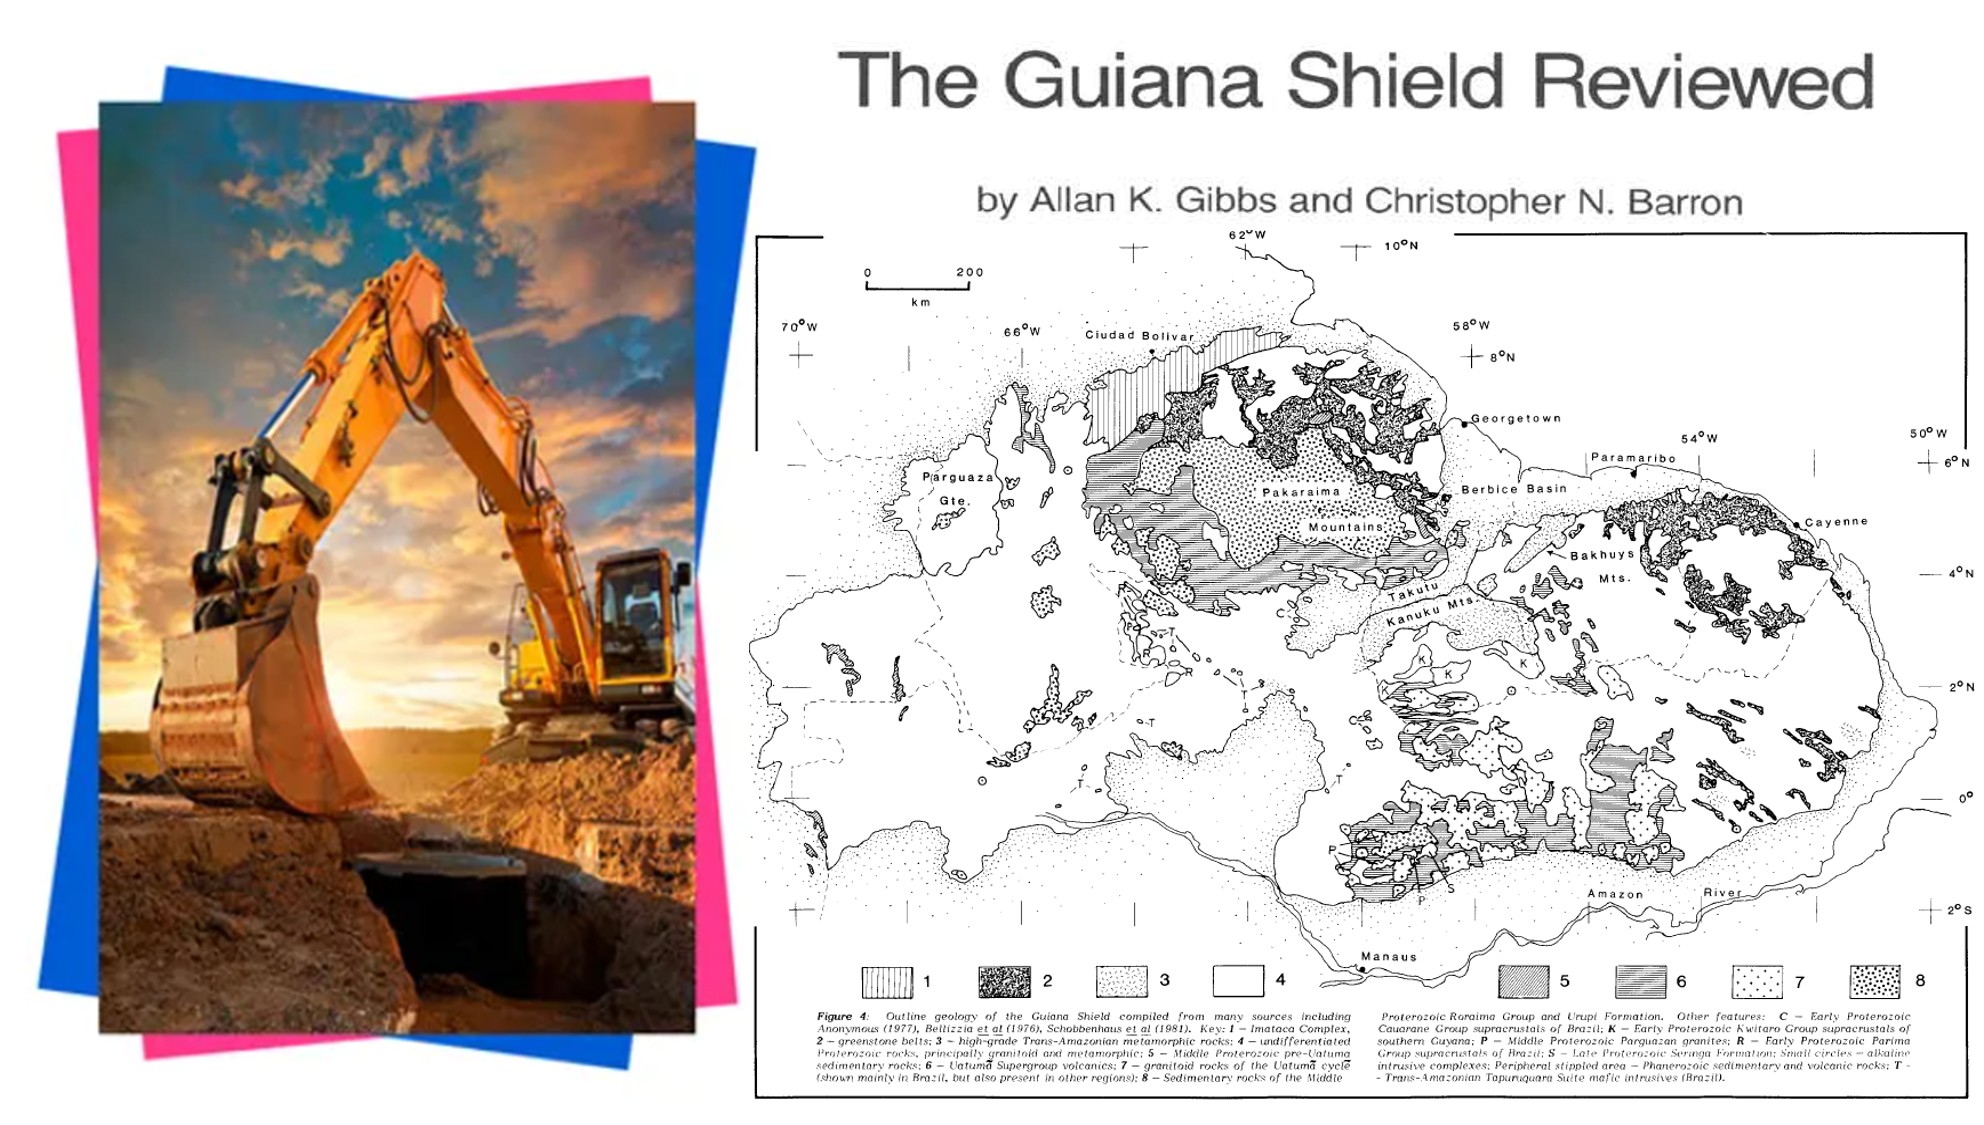 The Guiana Shield Reviewed
by Allan K. Gibbs and Christopher N. Barron
62°W
10°N
0 200
km
70°W
66°W
Ciudad Bolivar
58°W
8°N
Georgetown
54°W
50°W
Paramaribo
6°N
Parguaza
Gte.
Pakaraima
Mountains
Berbice Basin
Cayenne
Bakhuys
Mts.
4°N
Takutu
Kanuku Mts.
C
T
K
K
K
R
T
2°N
T
C
T
T
0°
P
S
P
Amazon River
2°S
Manaus
1 2 3 4 5 6 7 8
Figure 4: Outline geology of the Guiana Shield compiled from many sources including
Anonymous (1977), Bellizzia et al (1976), Schobbenhaus et al (1981). Key: 1 – Imataca Complex,
2 – greenstone belts; 3 – high-grade Trans-Amazonian metamorphic rocks; 4 – undifferentiated
Proterozoic rocks, principally granitoid and metamorphic; 5 – Middle Proterozoic pre-Uatuma
sedimentary rocks; 6 – Uatumã Supergroup volcanics; 7 – granitoid rocks of the Uatumã cycle
(shown mainly in Brazil, but also present in other regions); 8 – Sedimentary rocks of the Middle
Proterozoic Roraima Group and Urupi Formation. Other features: C – Early Proterozoic
Cauarane Group supracrustals of Brazil; K – Early Proterozoic Kwitaro Group supracrustals of
southern Guyana; P – Middle Proterozoic Parguazan granites; R – Early Proterozoic Parima
Group supracrustals of Brazil; S – Late Proterozoic Seringa Formation; Small circles – alkaline
intrusive complexes; Peripheral stippled area – Phanerozoic sedimentary and volcanic rocks; T -
- Trans-Amazonian Tapuruquara Suite mafic intrusives (Brazil).